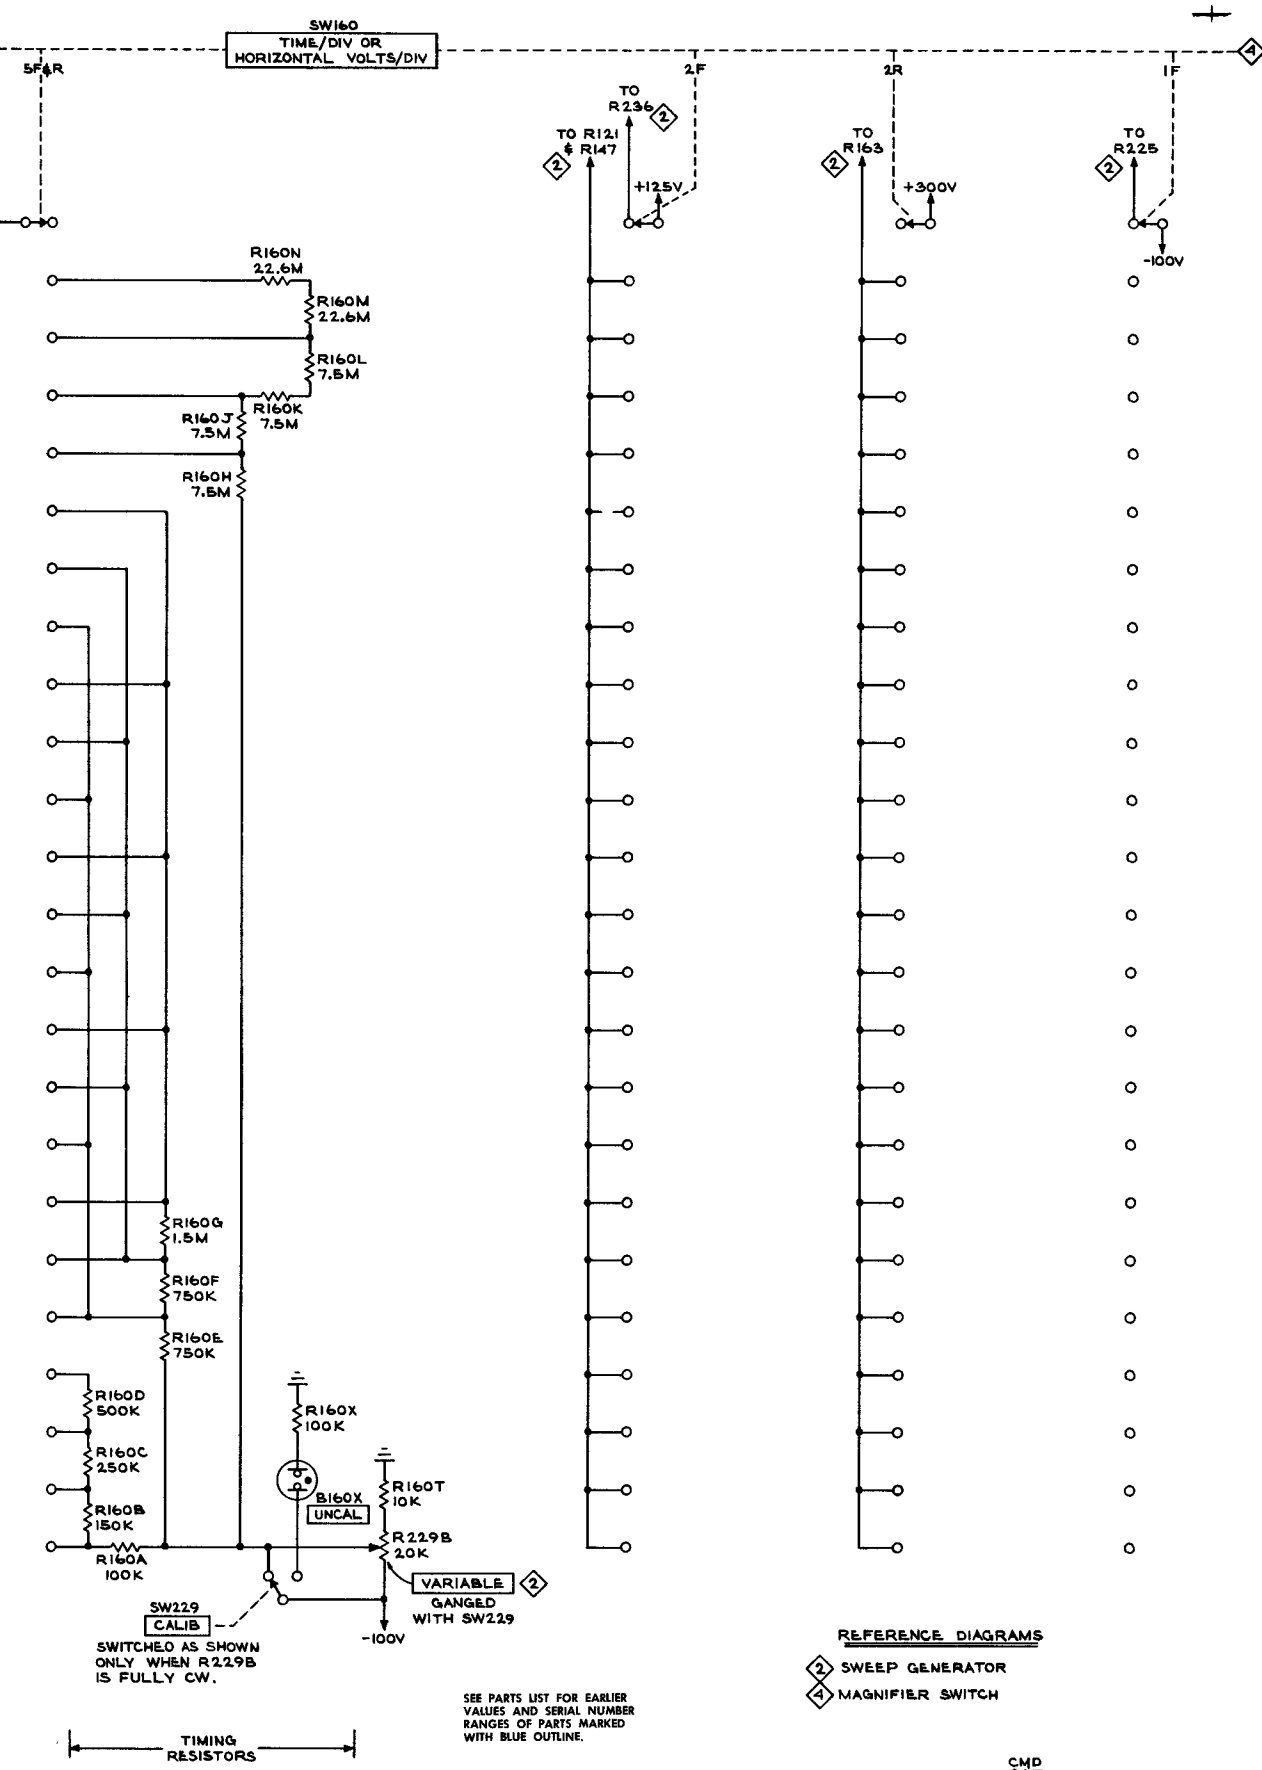 SW160
TIME/DIV OR
HORIZONTAL VOLTS/DIV
4
5F&R
2F
2R
1F
TO
R236
2
TO R121
& R147
2
+125V
TO
R163
2
+300V
TO
R225
2
-100V
R160N
22.6M
R160M
22.6M
R160L
7.5M
R160K
7.5M
R160J
7.5M
R160H
7.5M
R160G
1.5M
R160F
750K
R160E
750K
R160D
500K
R160C
250K
R160B
150K
R160A
100K
R160X
100K
B160X
UNCAL
R160T
10K
R229B
20K
VARIABLE
2
GANGED
WITH SW229
-100V
SW229
CALIB
SWITCHED AS SHOWN
ONLY WHEN R229B
IS FULLY CW.
REFERENCE DIAGRAMS
2 SWEEP GENERATOR
4 MAGNIFIER SWITCH
SEE PARTS LIST FOR EARLIER
VALUES AND SERIAL NUMBER
RANGES OF PARTS MARKED
WITH BLUE OUTLINE.
TIMING
RESISTORS
CMD